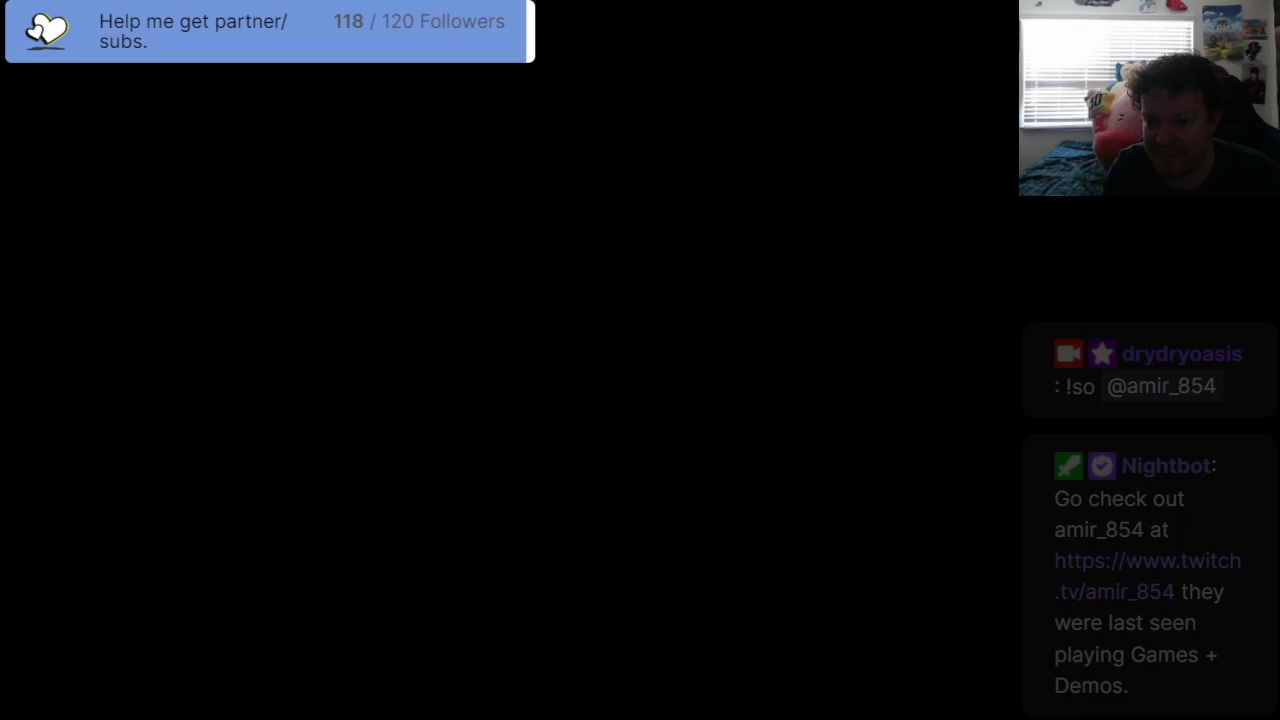 Help me get partner/
subs.
118 / 120 Followers
drydryoasis
: !so @amir_854
Nightbot:
Go check out
amir_854 at
https://www.twitch
.tv/amir_854 they
were last seen
playing Games +
Demos.